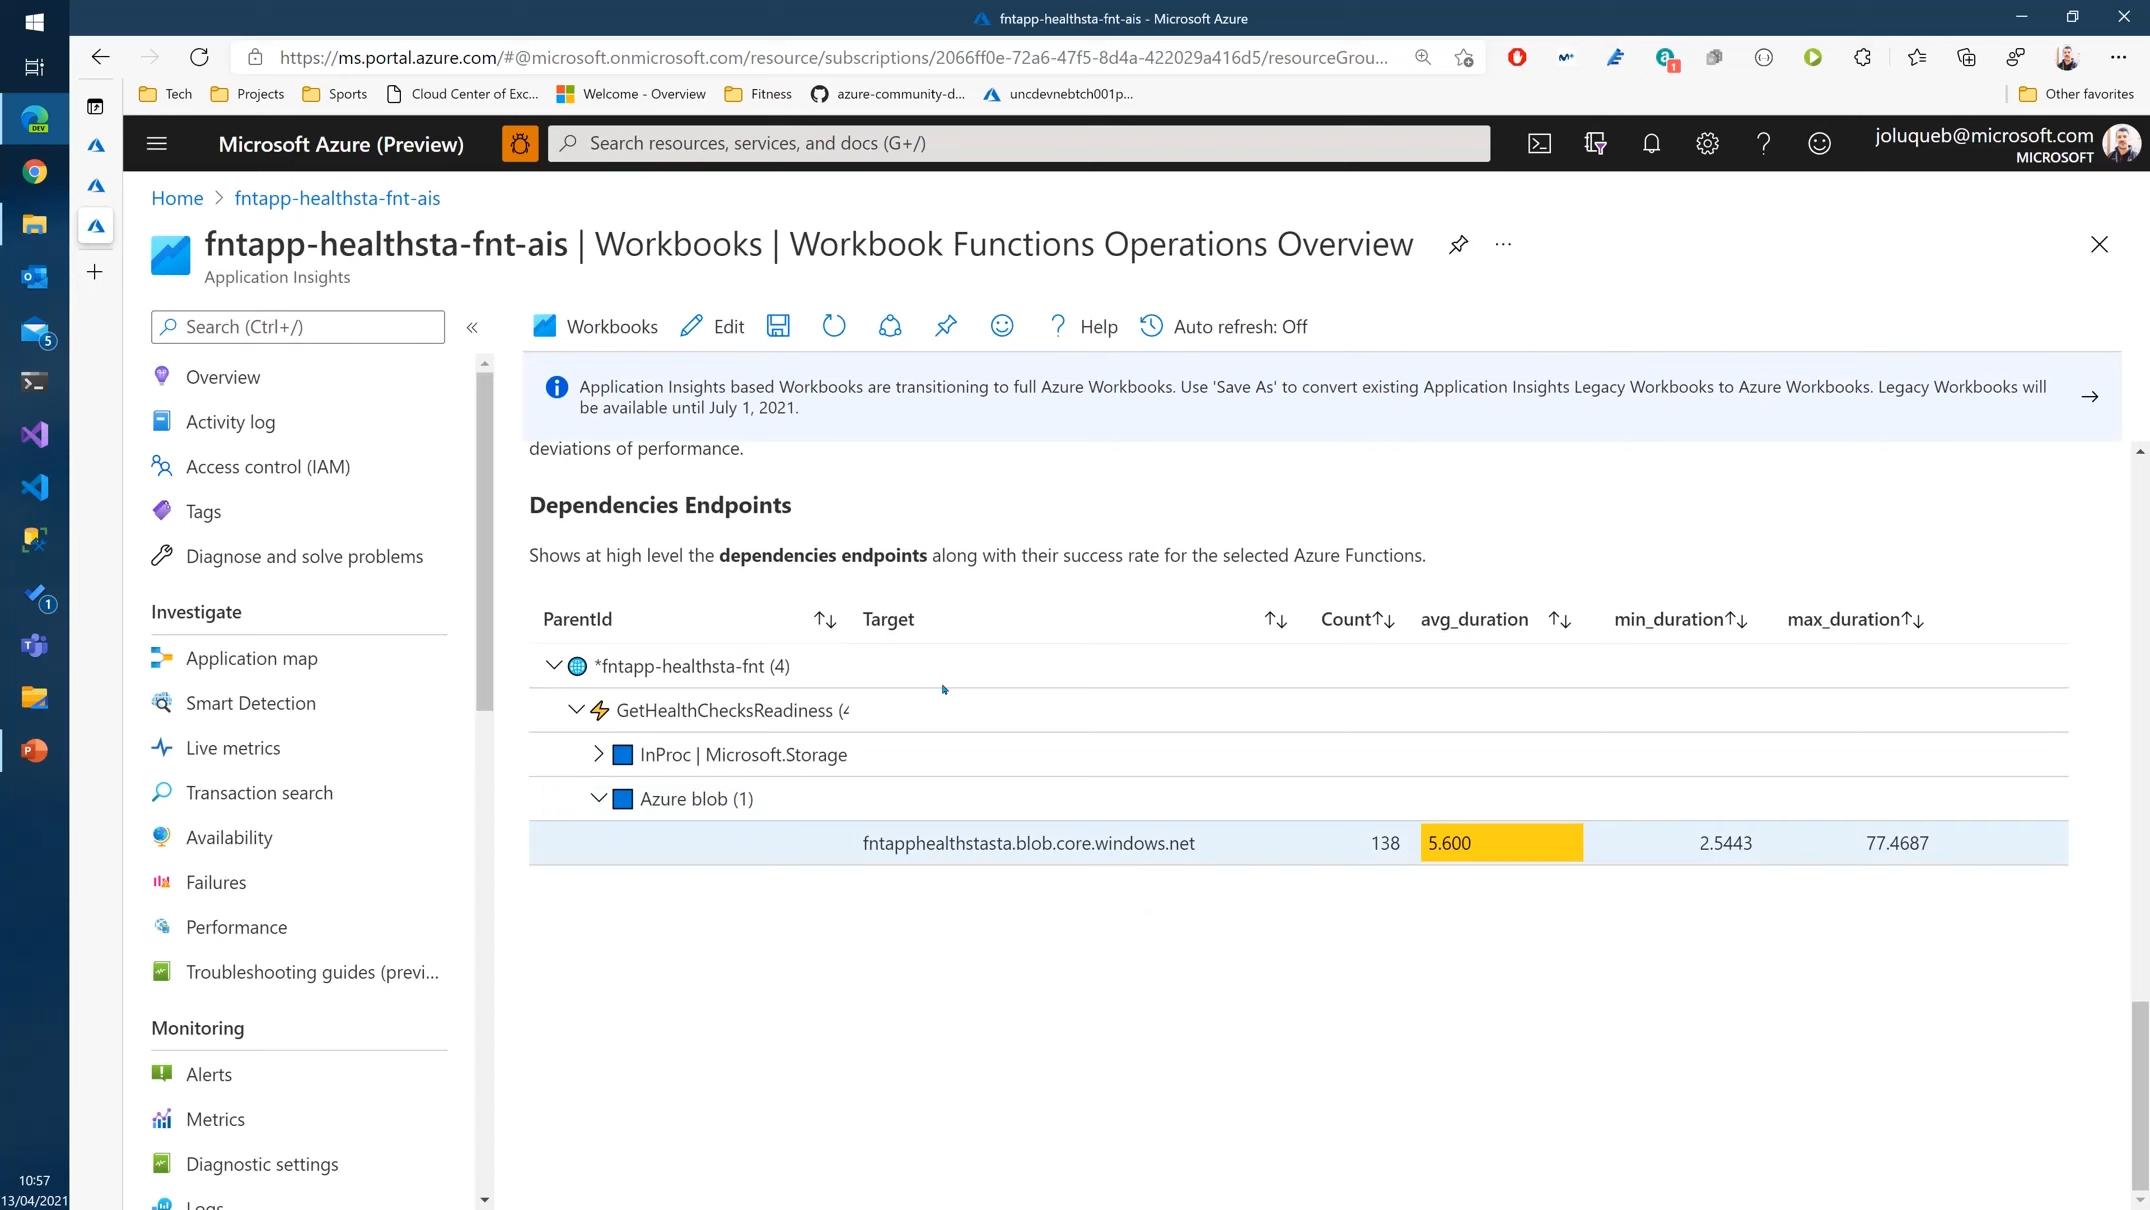 fntapp-healthsta-fnt-ais - Microsoft Azure
https://ms.portal.azure.com/#@microsoft.onmicrosoft.com/resource/subscriptions/2066ff0e-72a6-47f5-8d4a-422029a416d5/resourceGrou...
Tech Projects Sports Cloud Center of Exc... Welcome - Overview Fitness azure-community-d... uncdevnebtch001p... Other favorites
Microsoft Azure (Preview)
Search resources, services, and docs (G+/)
joluqueb@microsoft.com
MICROSOFT
Home > fntapp-healthsta-fnt-ais
fntapp-healthsta-fnt-ais | Workbooks | Workbook Functions Operations Overview
Application Insights
Search (Ctrl+/)
Overview
Activity log
Access control (IAM)
Tags
Diagnose and solve problems
Investigate
Application map
Smart Detection
Live metrics
Transaction search
Availability
Failures
Performance
Troubleshooting guides (previ...
Monitoring
Alerts
Metrics
Diagnostic settings
Logs
Workbooks Edit Help Auto refresh: Off
Application Insights based Workbooks are transitioning to full Azure Workbooks. Use 'Save As' to convert existing Application Insights Legacy Workbooks to Azure Workbooks. Legacy Workbooks will
be available until July 1, 2021.
deviations of performance.
Dependencies Endpoints
Shows at high level the dependencies endpoints along with their success rate for the selected Azure Functions.
ParentId Target Count avg_duration min_duration max_duration
*fntapp-healthsta-fnt (4)
GetHealthChecksReadiness (4
InProc | Microsoft.Storage
Azure blob (1)
fntapphealthstasta.blob.core.windows.net 138 5.600 2.5443 77.4687
DEV
5
1
10:57
13/04/2021
1